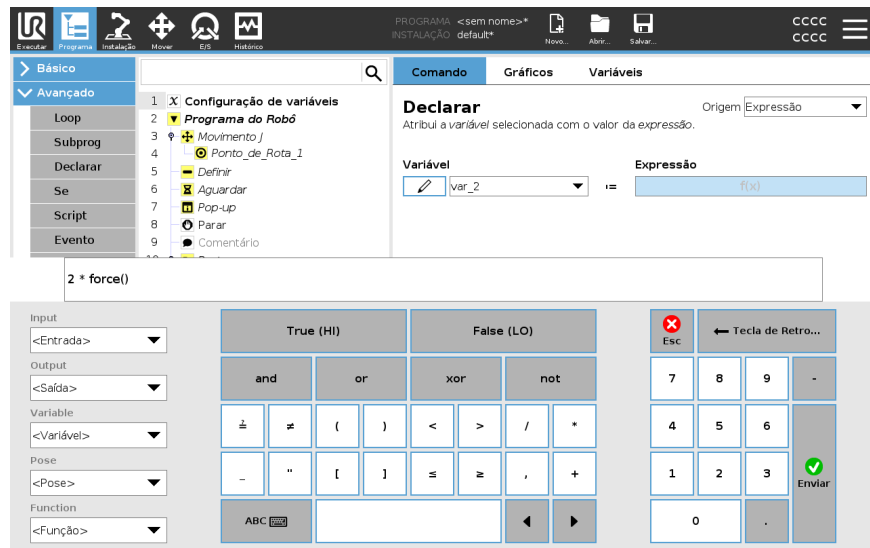 PROGRAMA <sem nome>*
INSTALAÇÃO default*
Executar Programa Instalação Mover E/S Histórico Novo... Abrir... Salvar...
CCCC
CCCC
Básico
Avançado
Loop
Subprog
Declarar
Se
Script
Evento
1 X Configuração de variáveis
2 Programa do Robô
3 Movimento J
4 Ponto_de_Rota_1
5 Definir
6 Aguardar
7 Pop-up
8 Parar
9 Comentário
Comando Gráficos Variáveis
Declarar Origem Expressão
Atribui a variável selecionada com o valor da expressão.
Variável Expressão
var_2 := f(x)
2 * force()
Input
<Entrada>
Output
<Saída>
Variable
<Variável>
Pose
<Pose>
Function
<Função>
True (HI) False (LO)
and or xor not
≟ ≠ ( ) < > / *
_ " [ ] ≤ ≥ , +
ABC
Esc Tecla de Retro...
7 8 9 -
4 5 6
1 2 3 Enviar
0 .